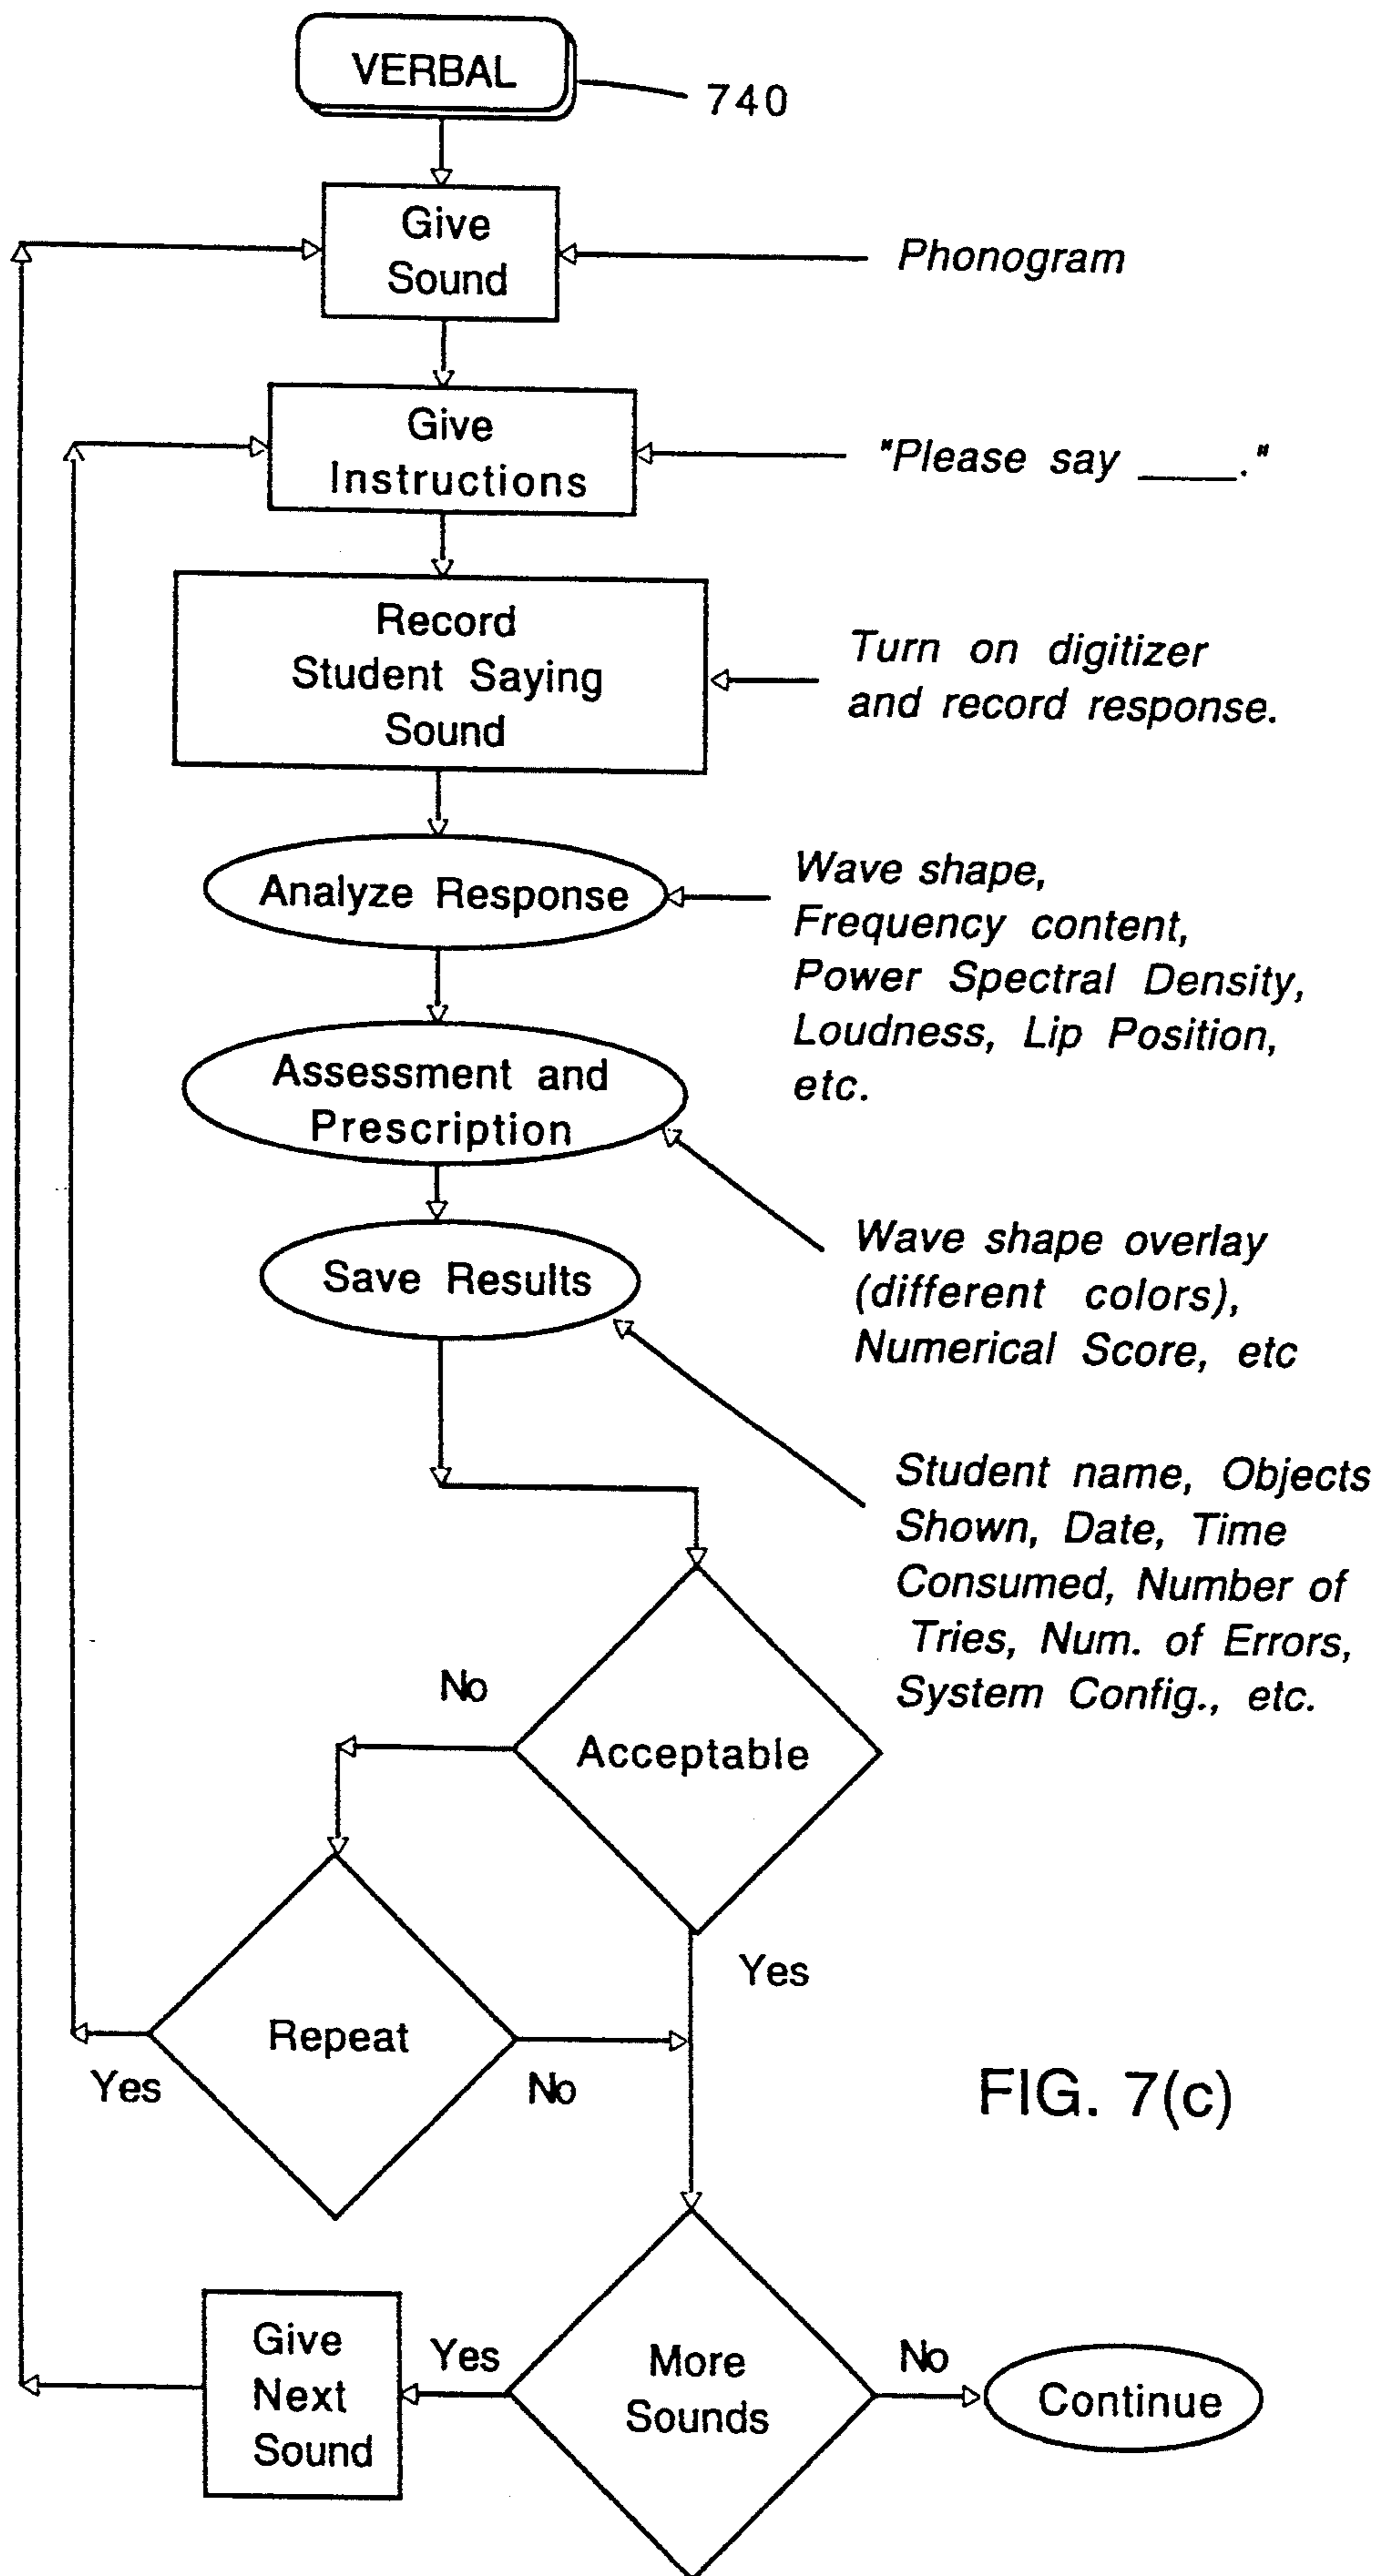 VERBAL
740
Give
Sound
Phonogram
Give
Instructions
"Please say ____."
Record
Student Saying
Sound
Turn on digitizer
and record response.
Analyze Response
Wave shape,
Frequency content,
Power Spectral Density,
Loudness, Lip Position,
etc.
Assessment and
Prescription
Wave shape overlay
(different colors),
Numerical Score, etc
Save Results
Student name, Objects
Shown, Date, Time
Consumed, Number of
Tries, Num. of Errors,
System Config., etc.
No
Acceptable
Yes
Repeat
Yes
No
FIG. 7(c)
Give
Next
Sound
Yes
More
Sounds
No
Continue